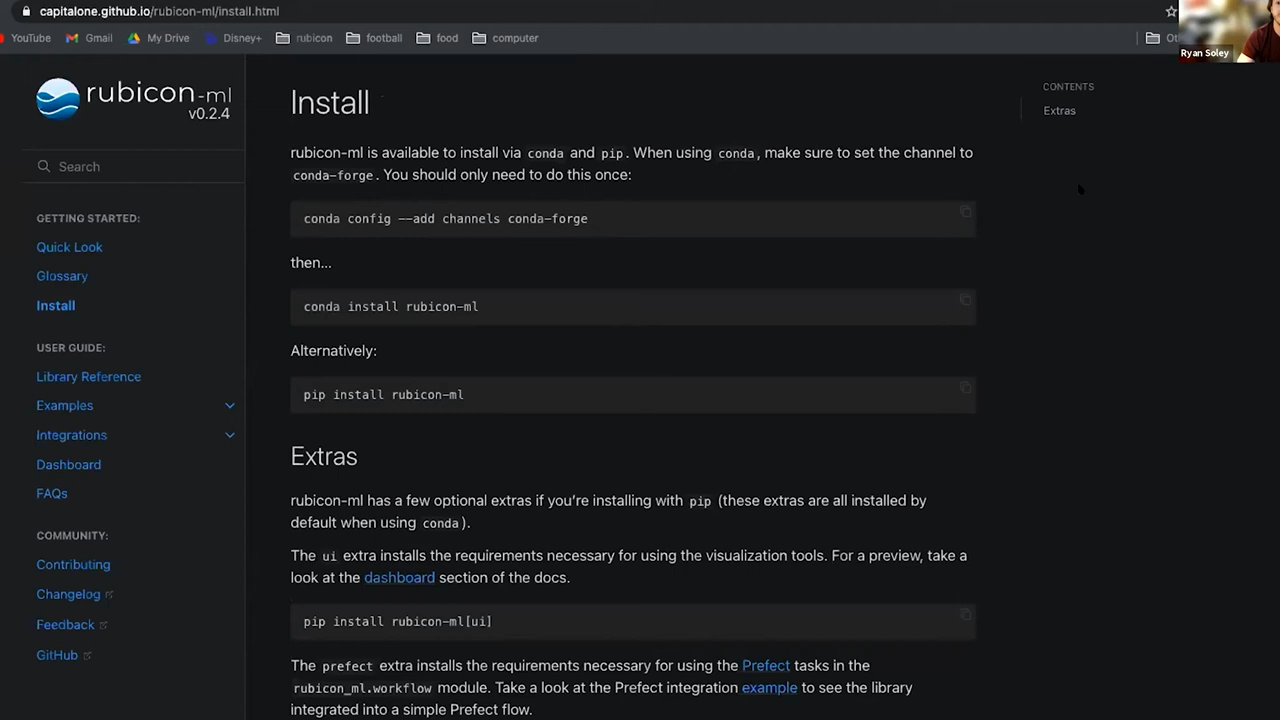 capitalone.github.io/rubicon-ml/install.html
YouTube
Gmail
My Drive
Disney+
rubicon
football
food
computer
Ryan Soley
rubicon-ml
v0.2.4
Search
GETTING STARTED:
Quick Look
Glossary
Install
USER GUIDE:
Library Reference
Examples
Integrations
Dashboard
FAQs
COMMUNITY:
Contributing
Changelog
Feedback
GitHub
Install
rubicon-ml is available to install via conda and pip. When using conda, make sure to set the channel to
conda-forge. You should only need to do this once:
conda config --add channels conda-forge
then...
conda install rubicon-ml
Alternatively:
pip install rubicon-ml
Extras
rubicon-ml has a few optional extras if you're installing with pip (these extras are all installed by
default when using conda).
The ui extra installs the requirements necessary for using the visualization tools. For a preview, take a
look at the dashboard section of the docs.
pip install rubicon-ml[ui]
The prefect extra installs the requirements necessary for using the Prefect tasks in the
rubicon_ml.workflow module. Take a look at the Prefect integration example to see the library
integrated into a simple Prefect flow.
CONTENTS
Extras